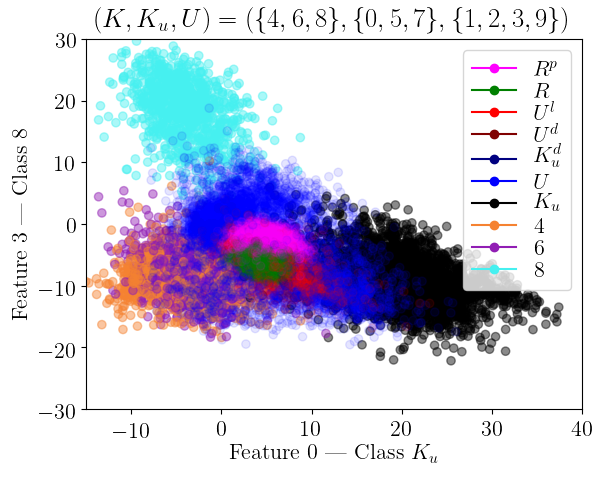 (K, K_u, U) = ({4, 6, 8}, {0, 5, 7}, {1, 2, 3, 9})
30
20
10
0
−10
−20
−30
Feature 3 — Class 8
R^p
R
U^l
U^d
K_u^d
U
K_u
4
6
8
−10
0
10
20
30
40
Feature 0 — Class K_u